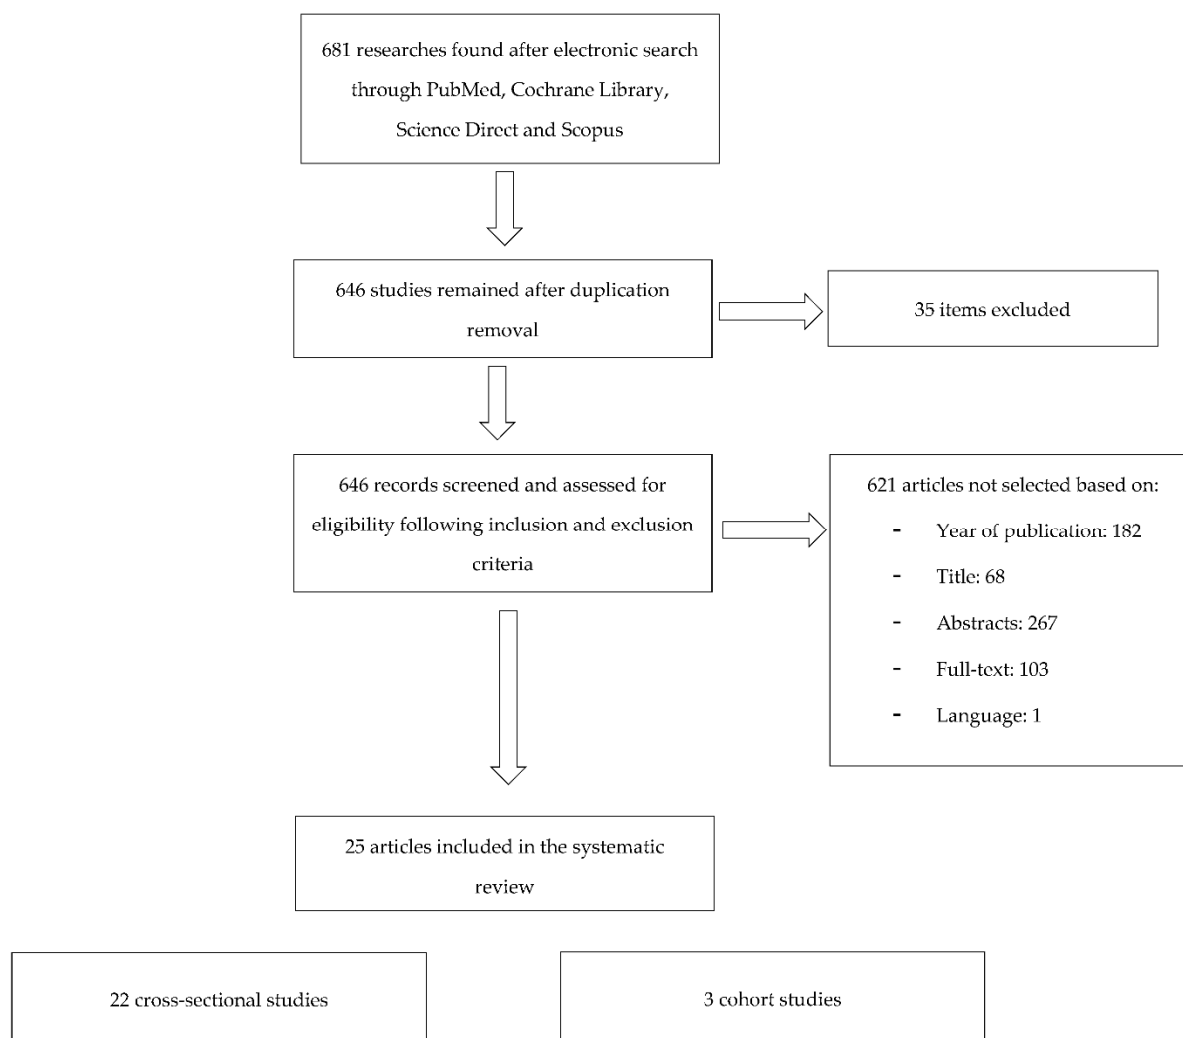 681 researches found after electronic search
through PubMed, Cochrane Library,
Science Direct and Scopus
646 studies remained after duplication
removal
35 items excluded
646 records screened and assessed for
eligibility following inclusion and exclusion
criteria
621 articles not selected based on:
- Year of publication: 182
- Title: 68
- Abstracts: 267
- Full-text: 103
- Language: 1
25 articles included in the systematic
review
22 cross-sectional studies
3 cohort studies